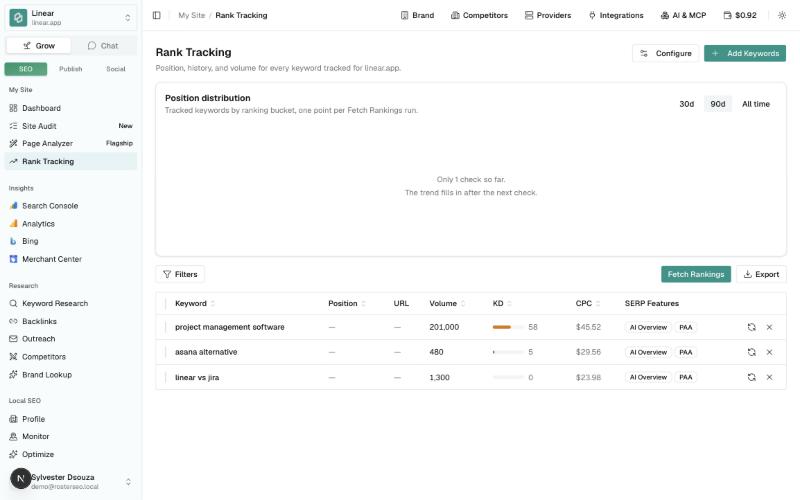 Linear
linear.app
My Site / Rank Tracking
Brand
Competitors
Providers
Integrations
AI & MCP
$0.92
Grow
Chat
SEO
Publish
Social
My Site
Dashboard
Site Audit New
Page Analyzer Flagship
Rank Tracking
Insights
Search Console
Analytics
Bing
Merchant Center
Research
Keyword Research
Backlinks
Outreach
Competitors
Brand Lookup
Local SEO
Profile
Monitor
Optimize
N
Sylvester Dsouza
demo@rosterseo.local
Rank Tracking
Position, history, and volume for every keyword tracked for linear.app.
Configure
+ Add Keywords
Position distribution
Tracked keywords by ranking bucket, one point per Fetch Rankings run.
30d 90d All time
Only 1 check so far.
The trend fills in after the next check.
Filters
Fetch Rankings
Export
Keyword Position URL Volume KD CPC SERP Features
project management software — — 201,000 58 $45.52 AI Overview PAA
asana alternative — — 480 5 $29.56 AI Overview PAA
linear vs jira — — 1,300 0 $23.98 AI Overview PAA